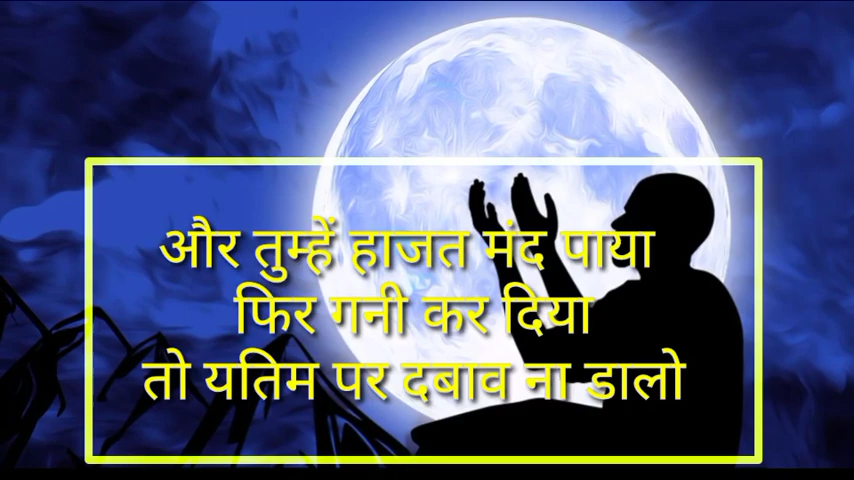 और तुम्हें हाजत मंद पाया
फिर गनी कर दिया
तो यतिम पर दबाव ना डालो